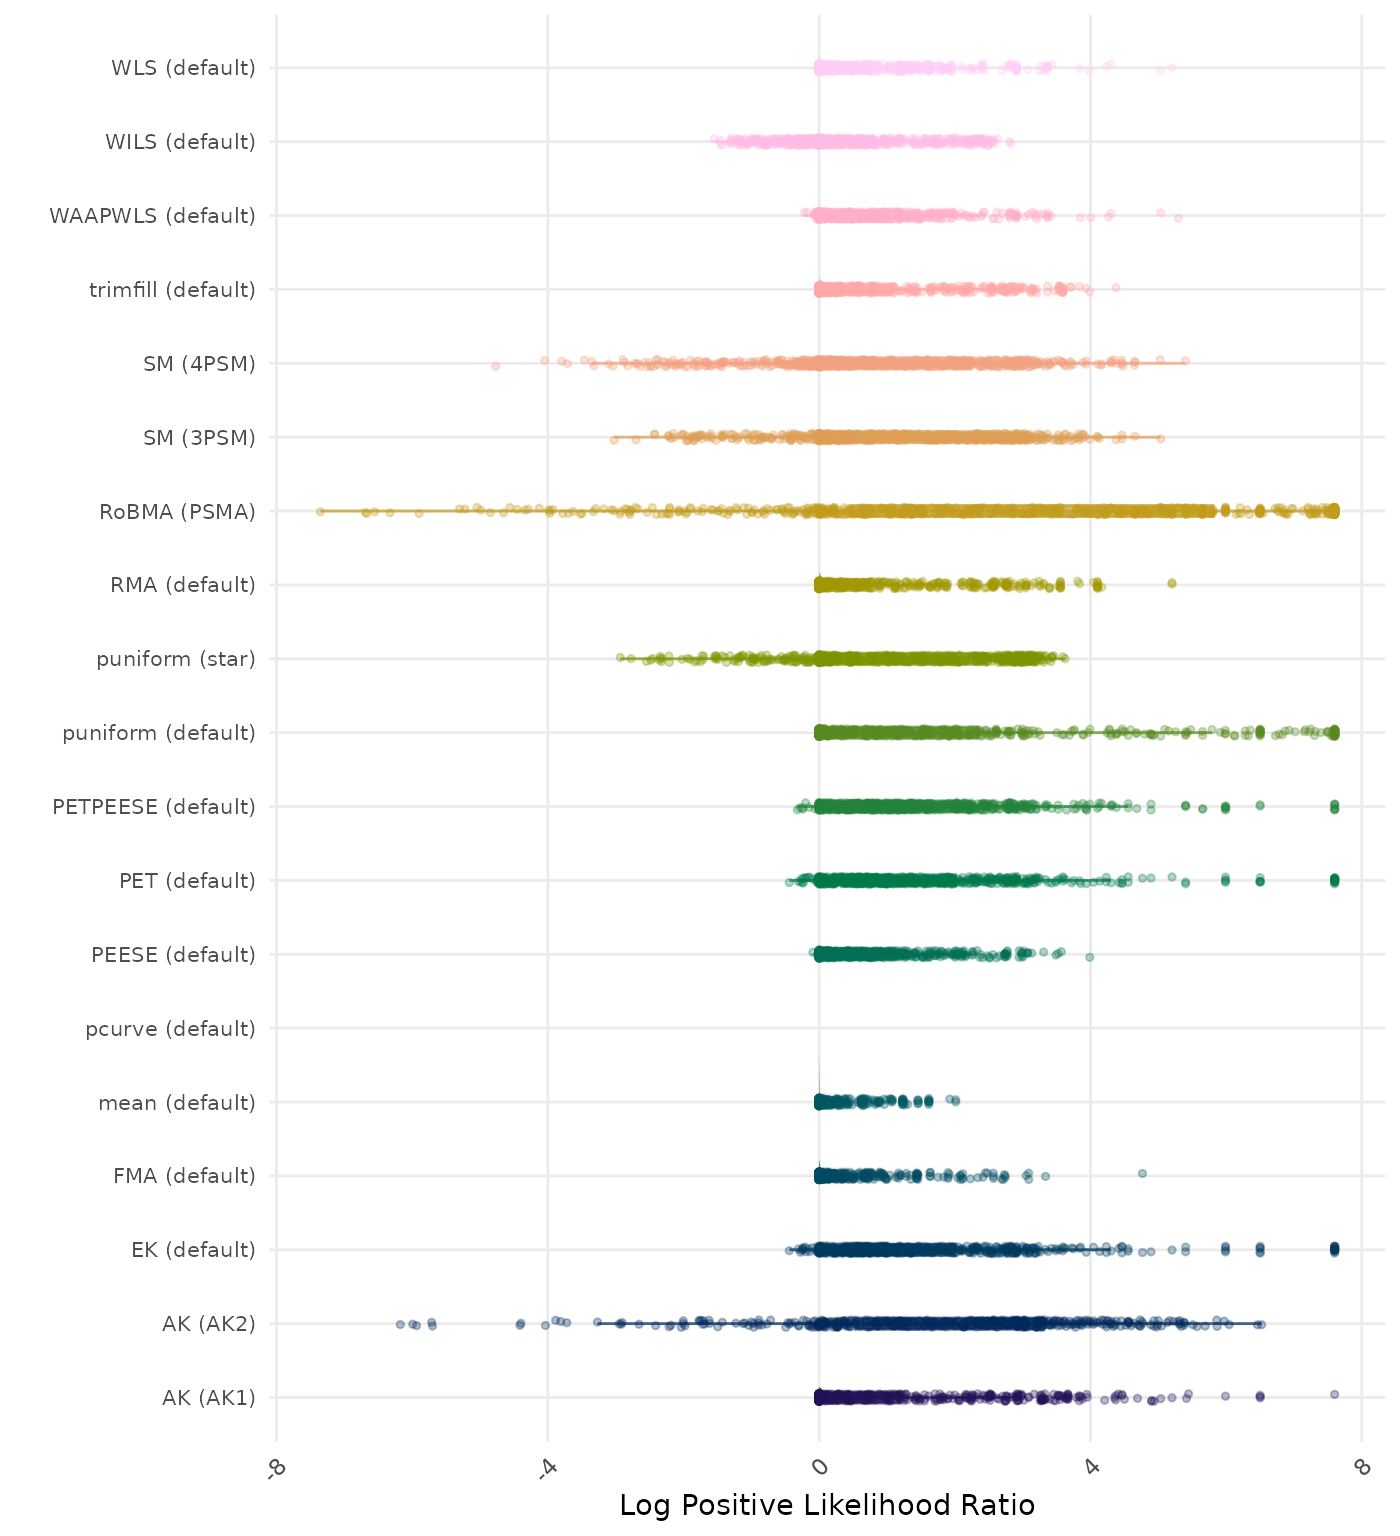 WLS (default)
WILS (default)
WAAPWLS (default)
trimfill (default)
SM (4PSM)
SM (3PSM)
RoBMA (PSMA)
RMA (default)
puniform (star)
puniform (default)
PETPEESE (default)
PET (default)
PEESE (default)
pcurve (default)
mean (default)
FMA (default)
EK (default)
AK (AK2)
AK (AK1)
-8 -4 0 4 8
Log Positive Likelihood Ratio